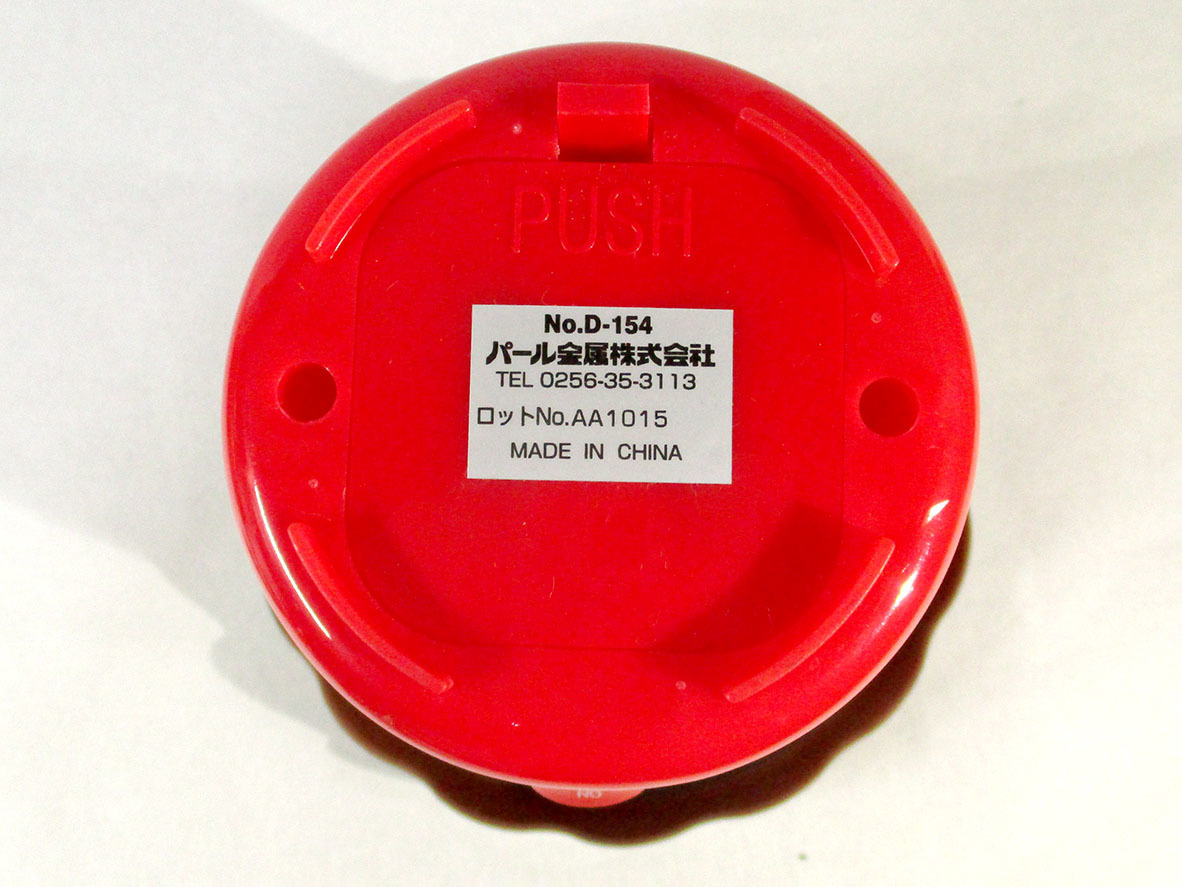 PUSH
No.D-154
パール金属株式会社
TEL 0256-35-3113
ロットNo.AA1015
MADE IN CHINA
NO